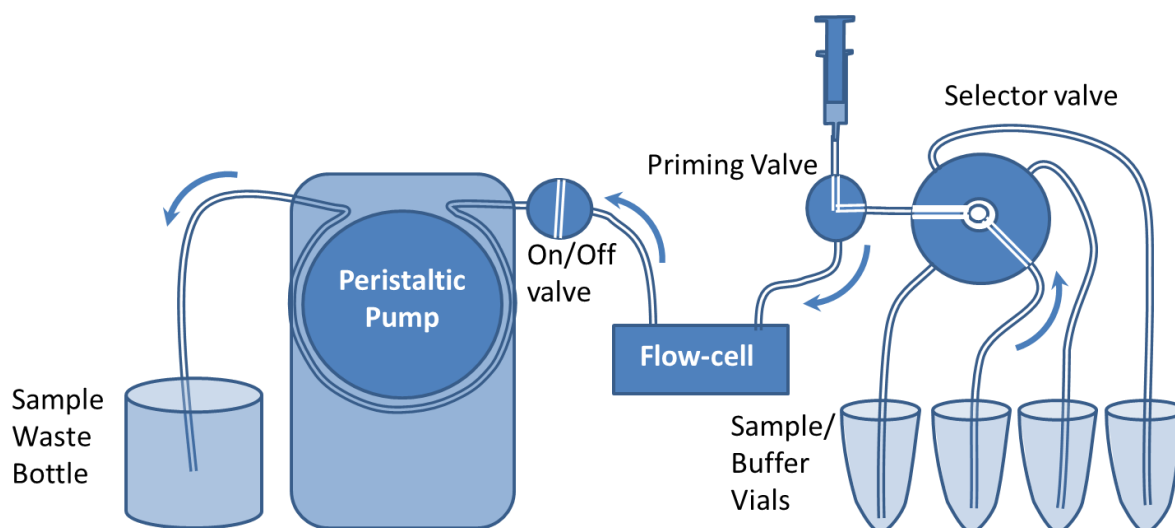 Selector valve
Priming Valve
On/Off
valve
Peristaltic
Pump
Flow-cell
Sample
Waste
Bottle
Sample/
Buffer
Vials